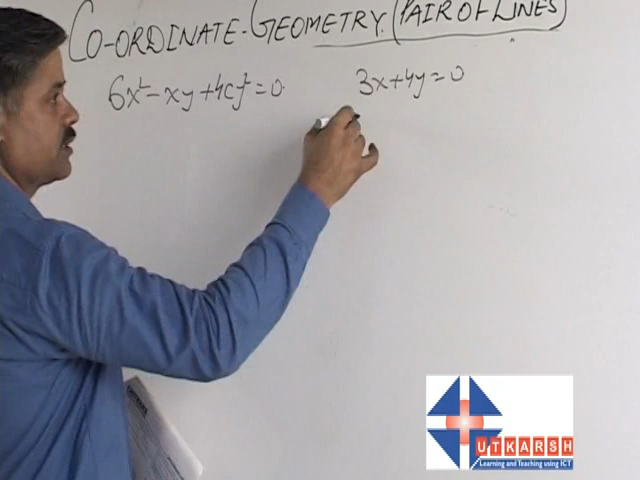 CO-ORDINATE-GEOMETRY. (PAIR OF LINES)
6x² - xy + 4cy² = 0.
3x + 4y = 0
UTKARSH
Learning and Teaching using ICT